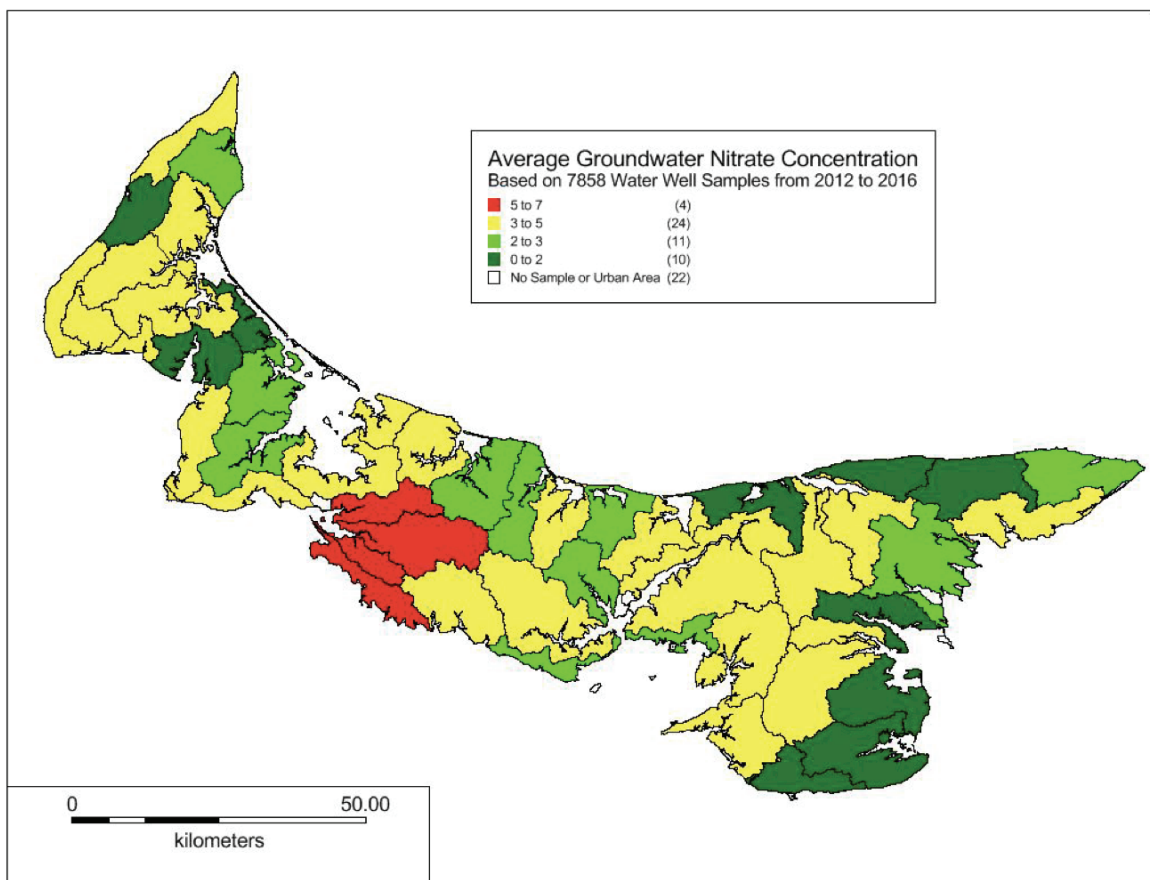 Average Groundwater Nitrate Concentration
Based on 7858 Water Well Samples from 2012 to 2016
5 to 7 (4)
3 to 5 (24)
2 to 3 (11)
0 to 2 (10)
No Sample or Urban Area (22)
0 50.00
kilometers